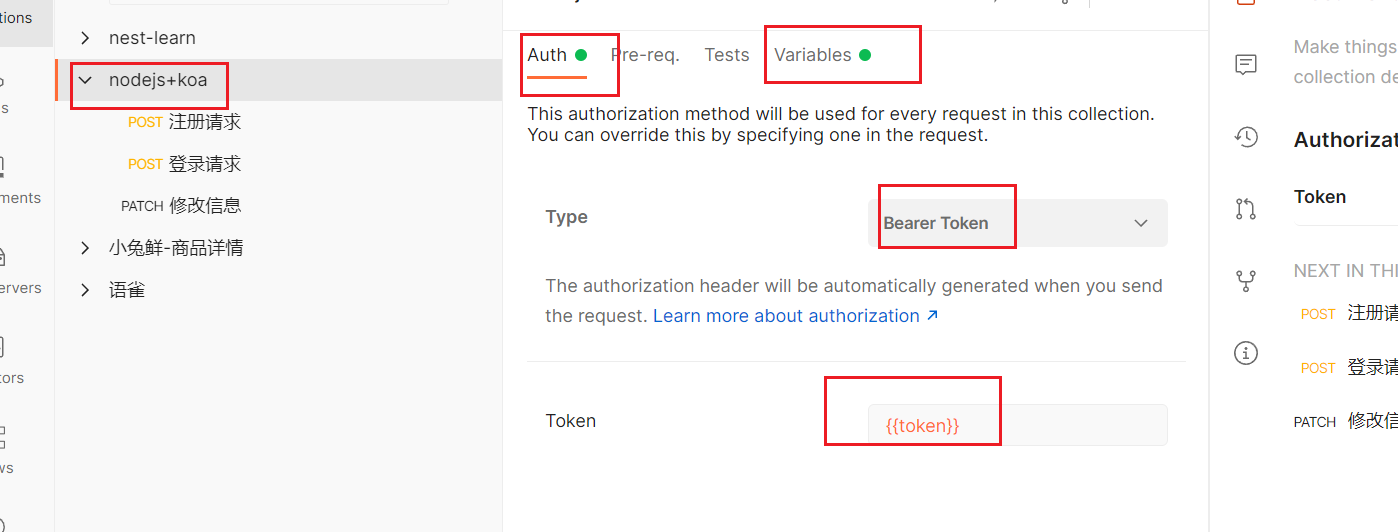 tions
nest-learn
nodejs+koa
POST 注册请求
POST 登录请求
PATCH 修改信息
小兔鲜-商品详情
语雀
s
ments
ervers
tors
ws
Auth
Pre-req.
Tests
Variables
This authorization method will be used for every request in this collection.
You can override this by specifying one in the request.
Type
Bearer Token
The authorization header will be automatically generated when you send
the request. Learn more about authorization ↗
Token
{{token}}
Make things
collection de
Authorizat
Token
NEXT IN THI
POST 注册请
POST 登录请
PATCH 修改信